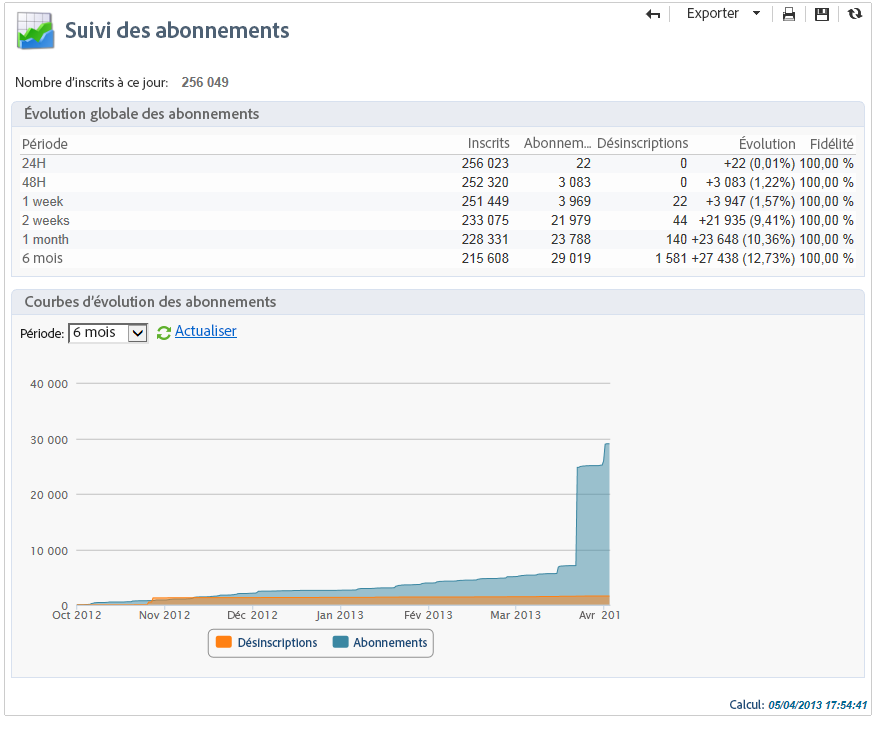 Exporter
Suivi des abonnements
Nombre d'inscrits à ce jour: 256 049
Évolution globale des abonnements
Période Inscrits Abonnem... Désinscriptions Évolution Fidélité
24H 256 023 22 0 +22 (0,01%) 100,00 %
48H 252 320 3 083 0 +3 083 (1,22%) 100,00 %
1 week 251 449 3 969 22 +3 947 (1,57%) 100,00 %
2 weeks 233 075 21 979 44 +21 935 (9,41%) 100,00 %
1 month 228 331 23 788 140 +23 648 (10,36%) 100,00 %
6 mois 215 608 29 019 1 581 +27 438 (12,73%) 100,00 %
Courbes d'évolution des abonnements
Période: 6 mois Actualiser
40 000
30 000
20 000
10 000
0
Oct 2012 Nov 2012 Déc 2012 Jan 2013 Fév 2013 Mar 2013 Avr 201
Désinscriptions Abonnements
Calcul: 05/04/2013 17:54:41